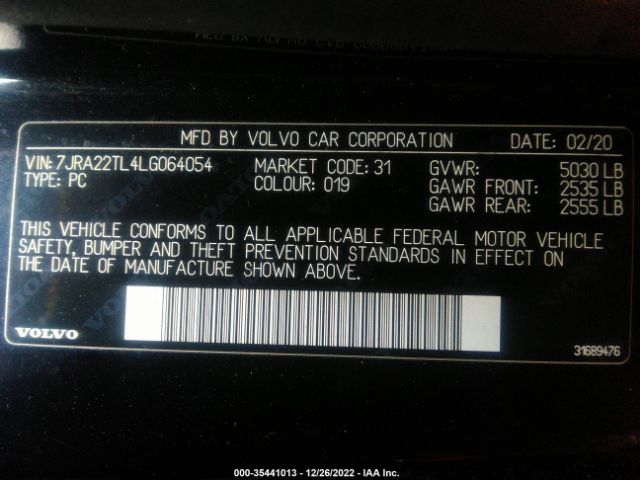 MFD BY VOLVO CAR CORPORATION DATE: 02/20
VIN: 7JRA22TL4LG064054 MARKET CODE: 31 GVWR: 5030 LB
TYPE: PC COLOUR: 019 GAWR FRONT: 2535 LB
GAWR REAR: 2555 LB
THIS VEHICLE CONFORMS TO ALL APPLICABLE FEDERAL MOTOR VEHICLE
SAFETY, BUMPER AND THEFT PREVENTION STANDARDS IN EFFECT ON
THE DATE OF MANUFACTURE SHOWN ABOVE.
VOLVO
31689476
000-35441013 - 12/26/2022 - IAA Inc.